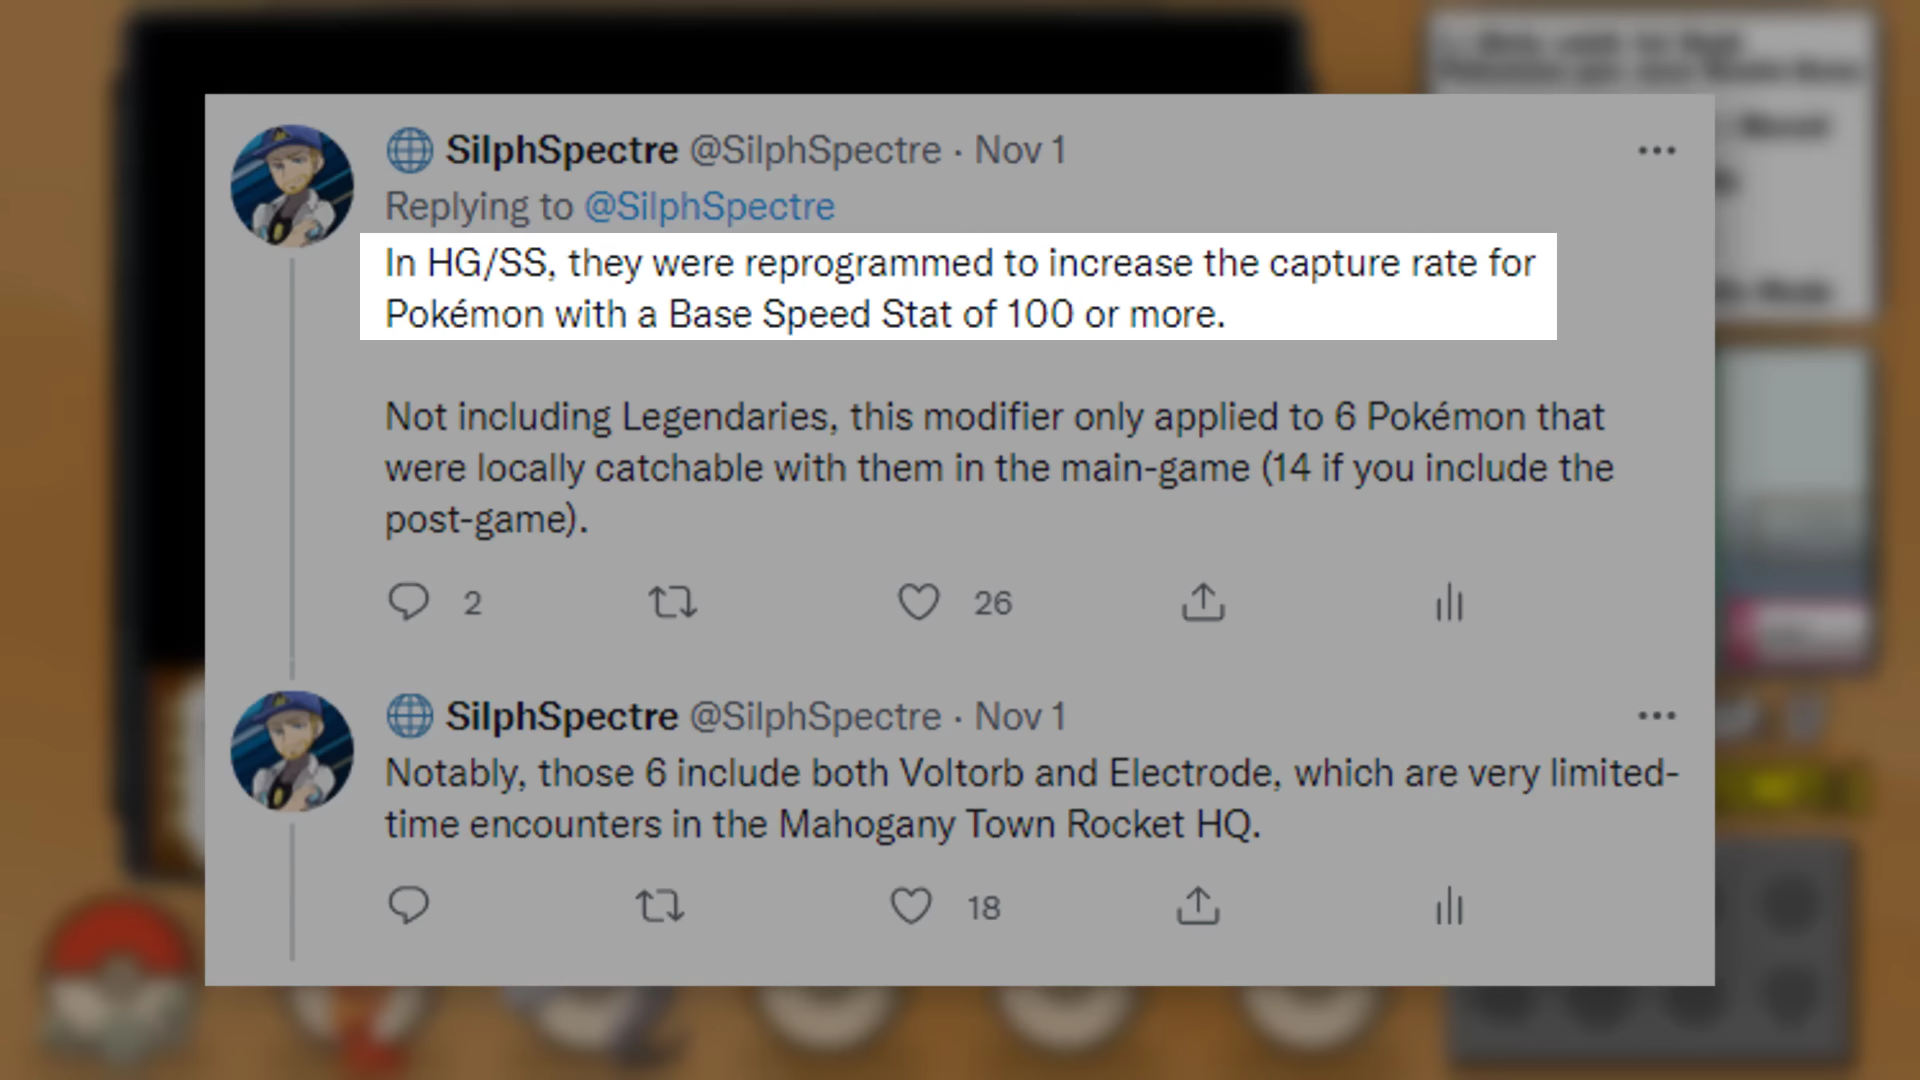 SilphSpectre @SilphSpectre · Nov 1
Replying to @SilphSpectre
In HG/SS, they were reprogrammed to increase the capture rate for
Pokémon with a Base Speed Stat of 100 or more.
Not including Legendaries, this modifier only applied to 6 Pokémon that
were locally catchable with them in the main-game (14 if you include the
post-game).
2 26
SilphSpectre @SilphSpectre · Nov 1
Notably, those 6 include both Voltorb and Electrode, which are very limited-
time encounters in the Mahogany Town Rocket HQ.
18